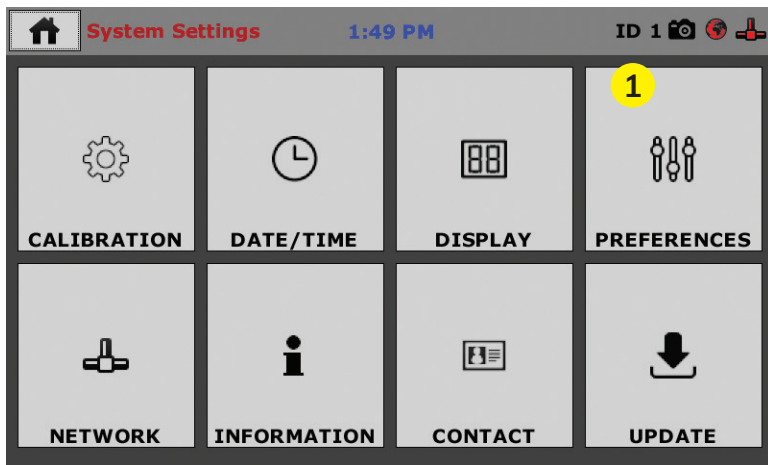 System Settings 1:49 PM ID 1
1
CALIBRATION DATE/TIME DISPLAY PREFERENCES
NETWORK INFORMATION CONTACT UPDATE